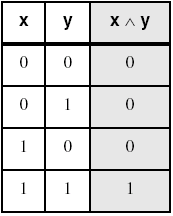 x y x ∧ y
0 0 0
0 1 0
1 0 0
1 1 1